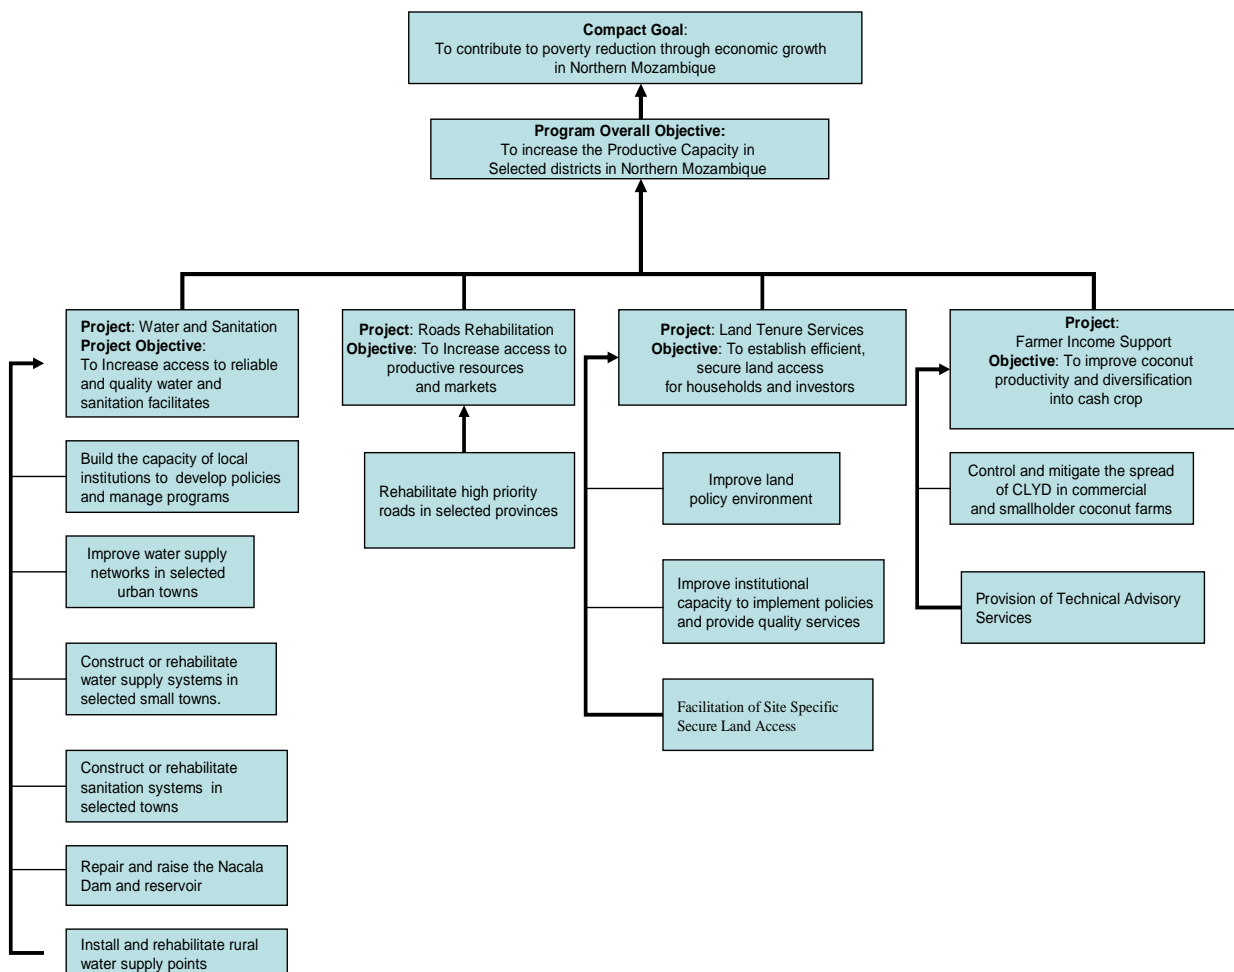 Compact Goal:
To contribute to poverty reduction through economic growth
in Northern Mozambique
Program Overall Objective:
To increase the Productive Capacity in
Selected districts in Northern Mozambique
Project: Water and Sanitation
Project Objective:
To Increase access to reliable
and quality water and
sanitation facilitates
Build the capacity of local
institutions to develop policies
and manage programs
Improve water supply
networks in selected
urban towns
Construct or rehabilitate
water supply systems in
selected small towns.
Construct or rehabilitate
sanitation systems in
selected towns
Repair and raise the Nacala
Dam and reservoir
Install and rehabilitate rural
water supply points
Project: Roads Rehabilitation
Objective: To Increase access to
productive resources
and markets
Rehabilitate high priority
roads in selected provinces
Project: Land Tenure Services
Objective: To establish efficient,
secure land access
for households and investors
Improve land
policy environment
Improve institutional
capacity to implement policies
and provide quality services
Facilitation of Site Specific
Secure Land Access
Project:
Farmer Income Support
Objective: To improve coconut
productivity and diversification
into cash crop
Control and mitigate the spread
of CLYD in commercial
and smallholder coconut farms
Provision of Technical Advisory
Services